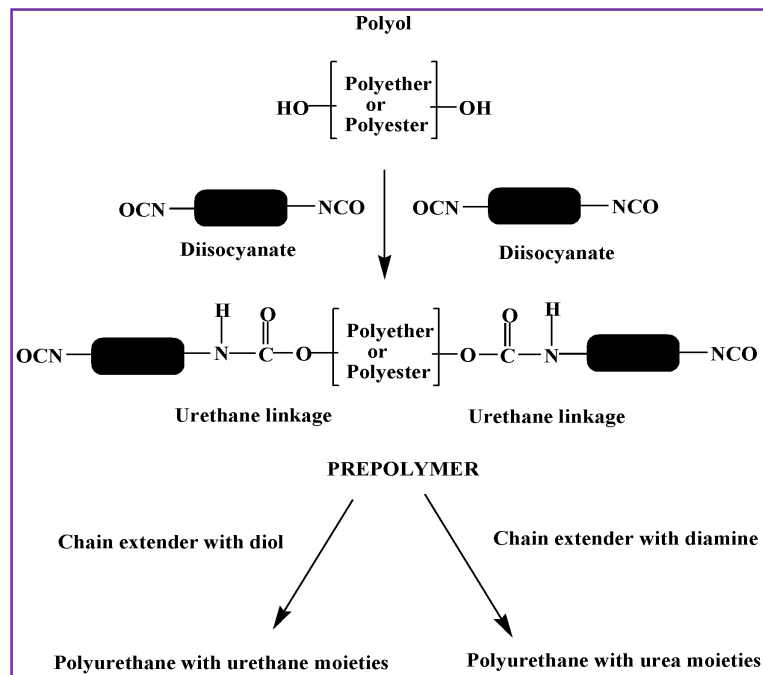 Polyol
Polyether
HO or OH
Polyester
OCN NCO OCN NCO
Diisocyanate Diisocyanate
H O O H
OCN N C O Polyether or Polyester O C N NCO
Urethane linkage Urethane linkage
PREPOLYMER
Chain extender with diol Chain extender with diamine
Polyurethane with urethane moieties Polyurethane with urea moieties